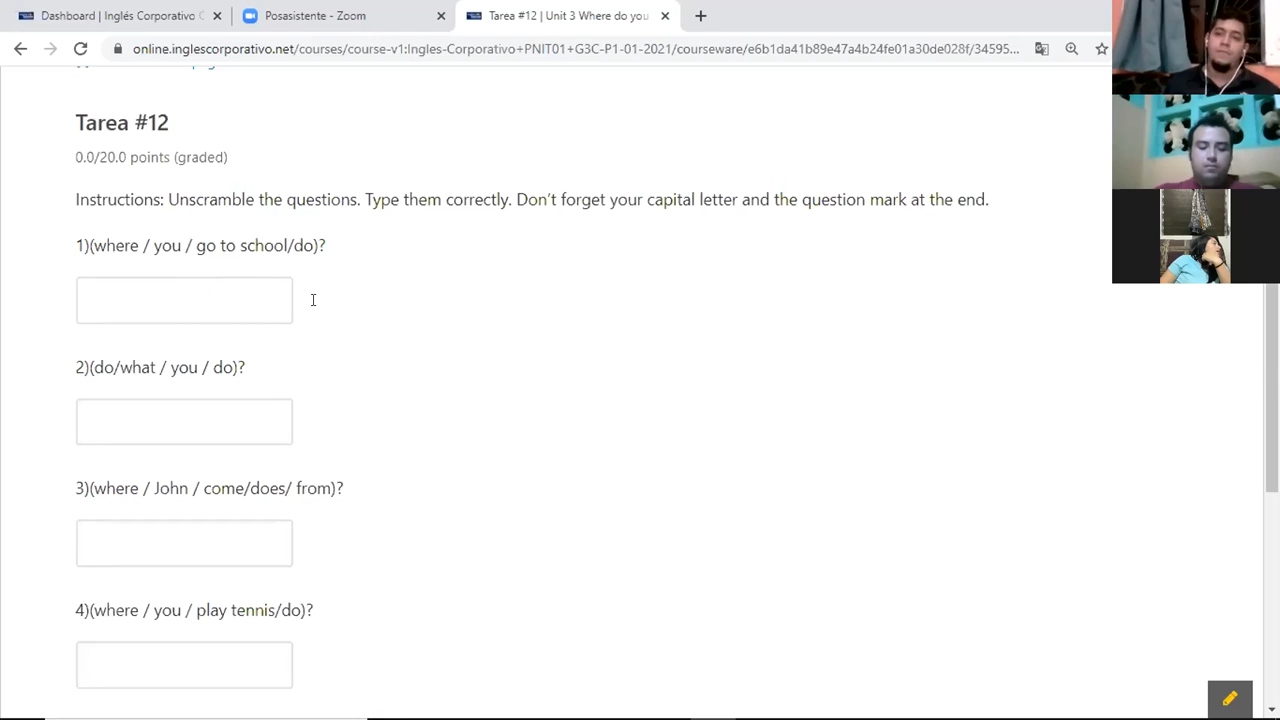 Dashboard | Inglés Corporativo C
Posasistente - Zoom
Tarea #12 | Unit 3 Where do you
online.inglescorporativo.net/courses/course-v1:Ingles-Corporativo+PNIT01+G3C-P1-01-2021/courseware/e6b1da41b89e47a4b24fe01a30de028f/34595...
Tarea #12
0.0/20.0 points (graded)
Instructions: Unscramble the questions. Type them correctly. Don't forget your capital letter and the question mark at the end.
1)(where / you / go to school/do)?
2)(do/what / you / do)?
3)(where / John / come/does/ from)?
4)(where / you / play tennis/do)?